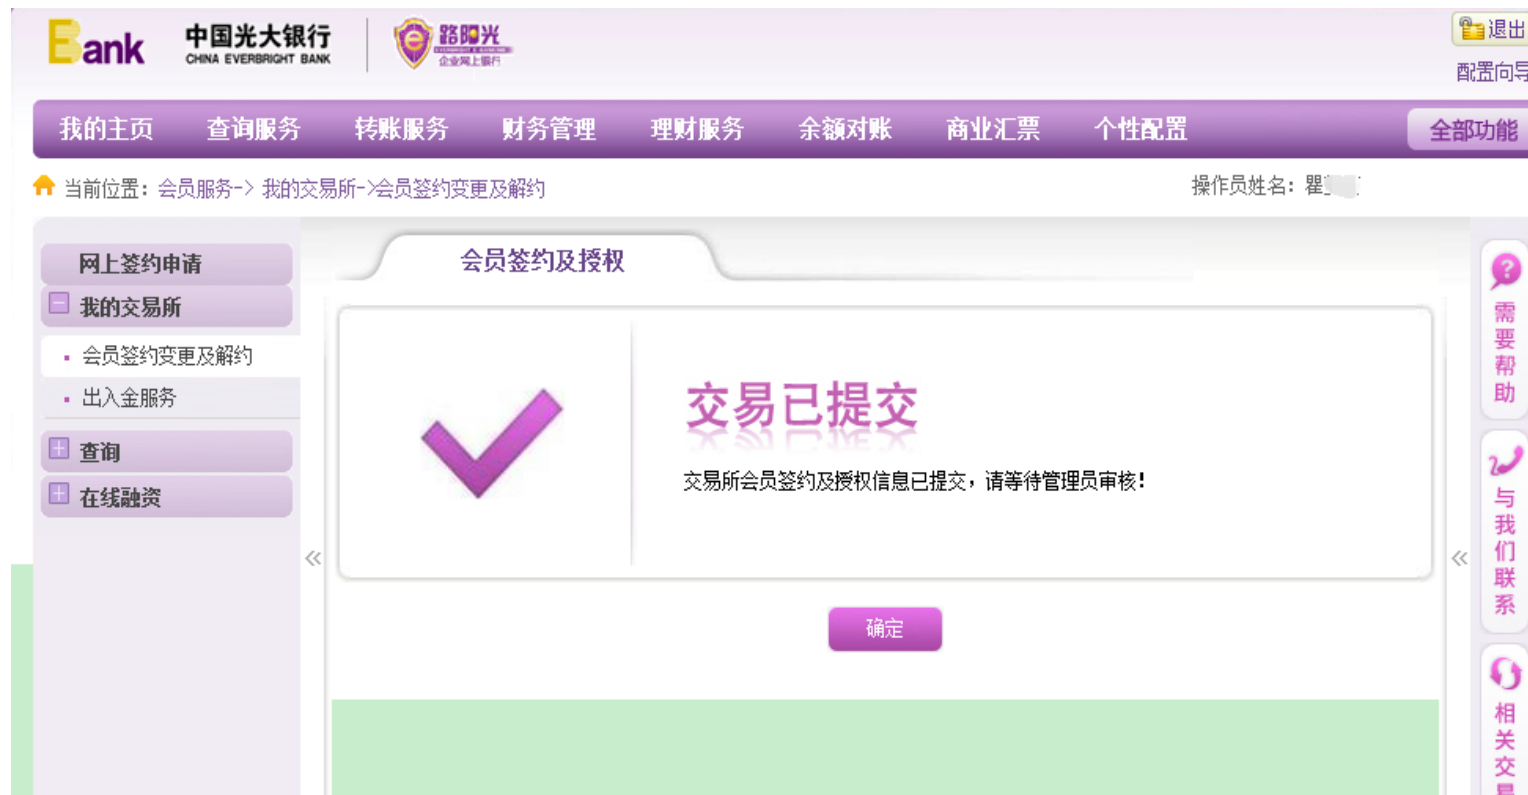 Bank
中国光大银行
CHINA EVERBRIGHT BANK
e路阳光
企业网上银行
退出
配置向导
我的主页 查询服务 转账服务 财务管理 理财服务 余额对账 商业汇票 个性配置
全部功能
当前位置：会员服务-> 我的交易所->会员签约变更及解约
操作员姓名：瞿
网上签约申请
我的交易所
会员签约变更及解约
出入金服务
查询
在线融资
会员签约及授权
交易已提交
交易所会员签约及授权信息已提交，请等待管理员审核！
确定
需要帮助
与我们联系
相关交易